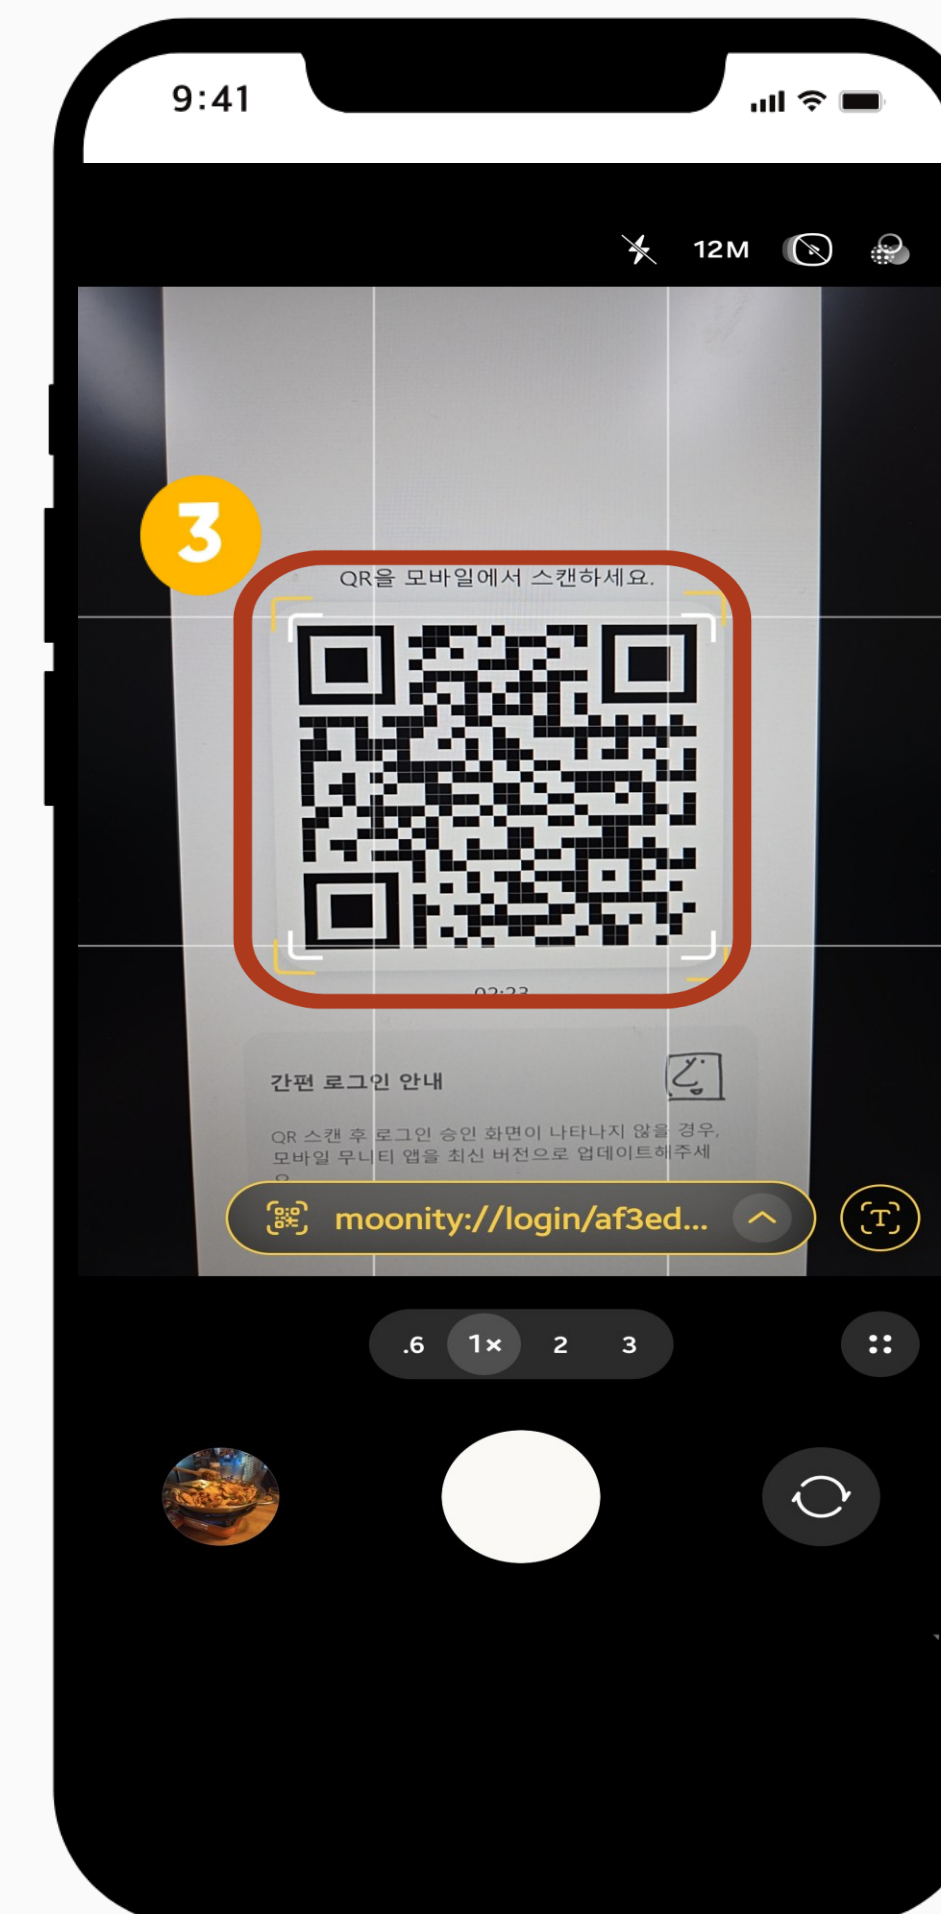 9:41
12M
3
QR을 모바일에서 스캔하세요.
02:23
간편 로그인 안내
QR 스캔 후 로그인 승인 화면이 나타나지 않을 경우,
모바일 무니티 앱을 최신 버전으로 업데이트해주세
요
moonity://login/af3ed...
T
.6 1× 2 3